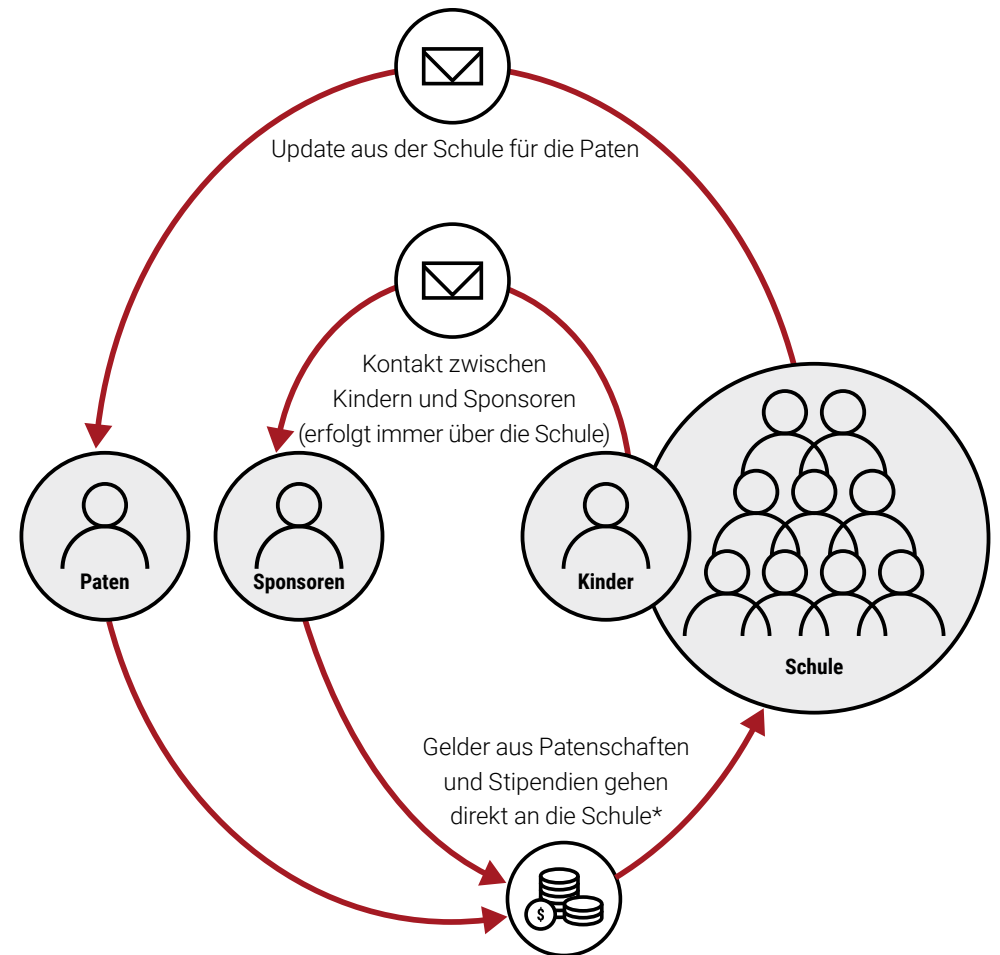 Update aus der Schule für die Paten
Kontakt zwischen
Kindern und Sponsoren
(erfolgt immer über die Schule)
Paten
Sponsoren
Kinder
Schule
Gelder aus Patenschaften
und Stipendien gehen
direkt an die Schule*
$